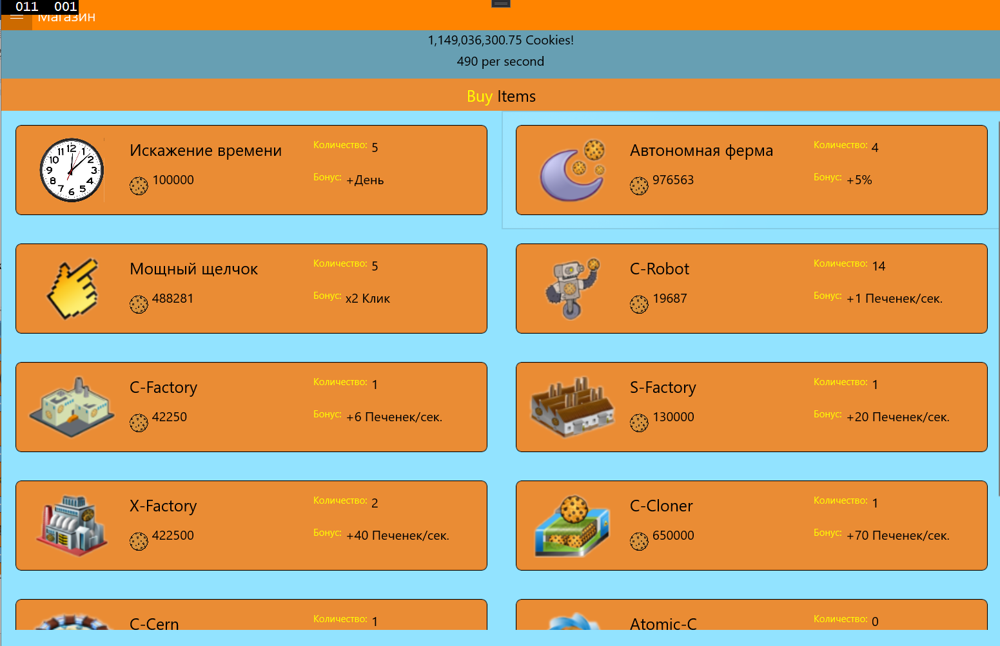 011 001
Магазин
1,149,036,300.75 Cookies!
490 per second
Buy Items
Искажение времени
Количество: 5
100000
Бонус: +День
Автономная ферма
Количество: 4
976563
Бонус: +5%
Мощный щелчок
Количество: 5
488281
Бонус: x2 Клик
C-Robot
Количество: 14
19687
Бонус: +1 Печенек/сек.
C-Factory
Количество: 1
42250
Бонус: +6 Печенек/сек.
S-Factory
Количество: 1
130000
Бонус: +20 Печенек/сек.
X-Factory
Количество: 2
422500
Бонус: +40 Печенек/сек.
C-Cloner
Количество: 1
650000
Бонус: +70 Печенек/сек.
C-Cern
Количество: 1
Atomic-C
Количество: 0